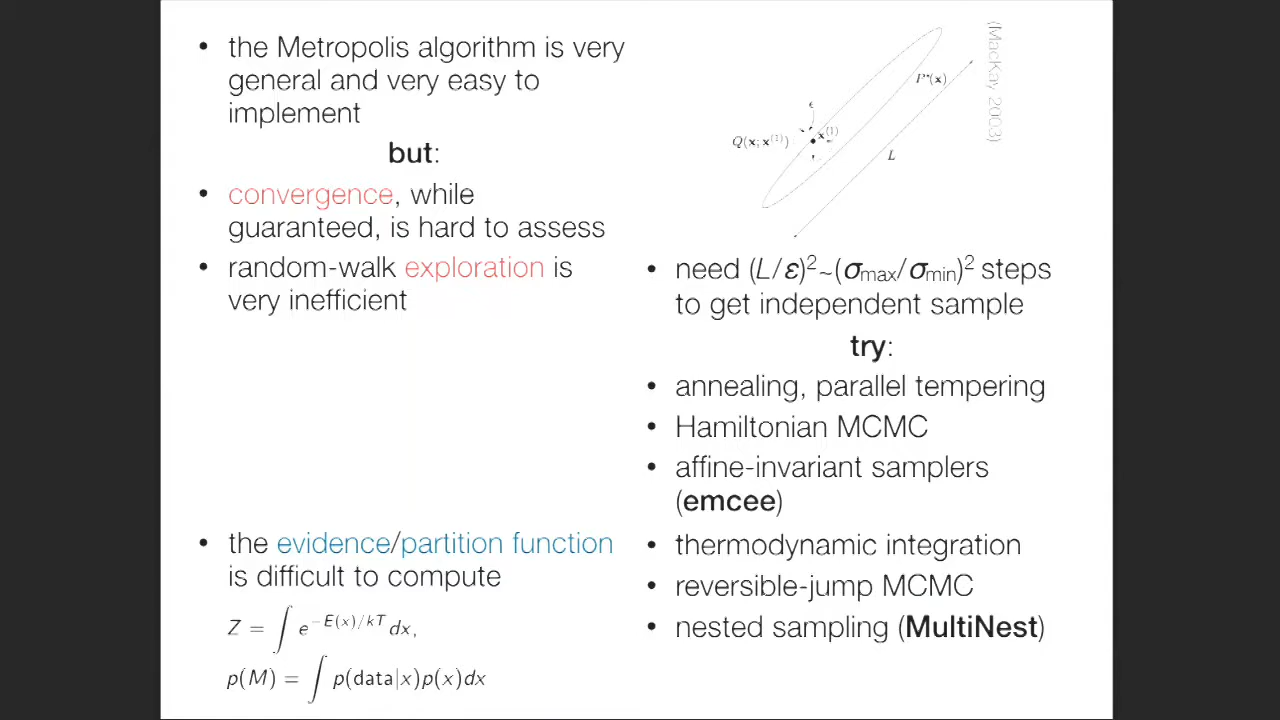 • the Metropolis algorithm is very
general and very easy to
implement
but:
• convergence, while
guaranteed, is hard to assess
• random-walk exploration is
very inefficient
• the evidence/partition function
is difficult to compute
Z = ∫ e^{−E(x)/kT} dx,
p(M) = ∫ p(data|x)p(x)dx
(MacKay 2003)
P*(x)
ϵ
x^{(1)}
Q(x; x^{(1)})
L
• need (L/ε)²~(σmax/σmin)² steps
to get independent sample
try:
• annealing, parallel tempering
• Hamiltonian MCMC
• affine-invariant samplers
(emcee)
• thermodynamic integration
• reversible-jump MCMC
• nested sampling (MultiNest)